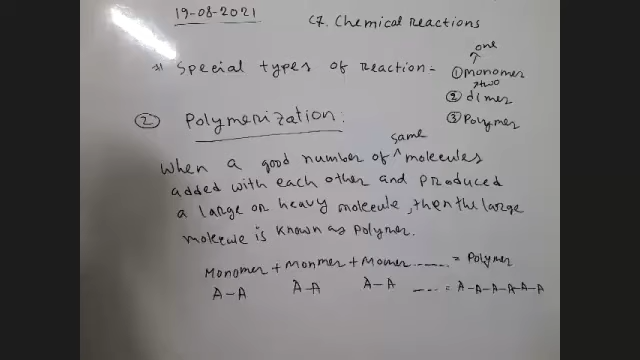 19-08-2021
C7. Chemical Reactions
one
Special types of Reaction - ① monomer
two
② dimer
② Polymerization:
③ Polymer
same
When a good number of ^ molecules
added with each other and produced
a large or heavy molecule, then the large
molecule is known as polymer.
Monomer + Monmer + Momer ...... = Polymer
A-A A-A A-A .... = A-A-A-A-A-A